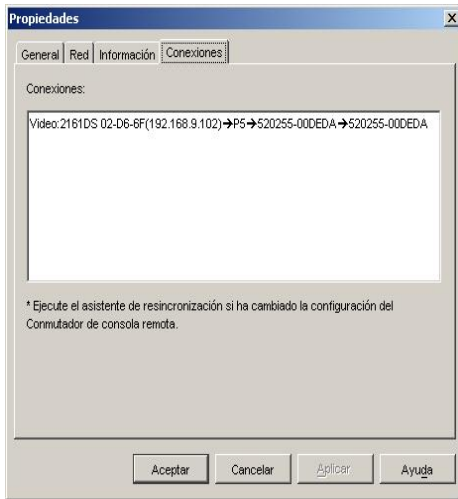 Propiedades
General Red Información Conexiones
Conexiones:
Video:2161DS 02-D6-6F(192.168.9.102)→P5→520255-00DEDA→520255-00DEDA
* Ejecute el asistente de resincronización si ha cambiado la configuración del
Conmutador de consola remota.
Aceptar Cancelar Aplicar Ayuda